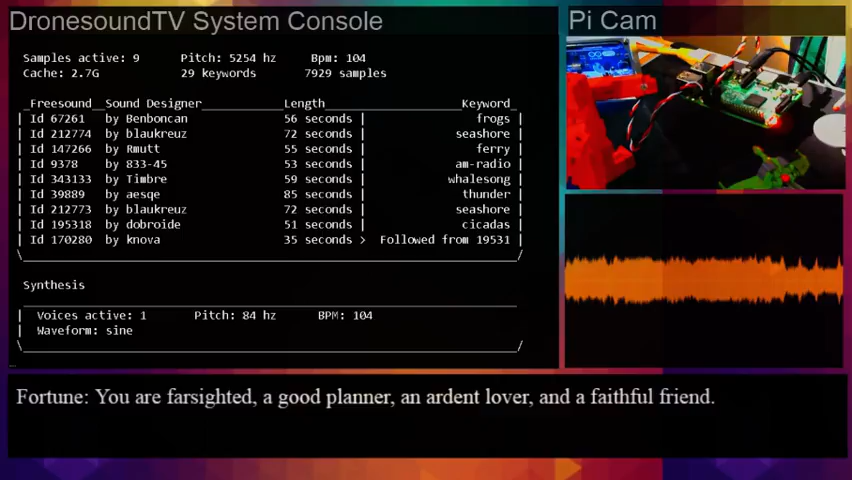 DronesoundTV System Console
Pi Cam
Samples active: 9 Pitch: 5254 hz Bpm: 104
Cache: 2.7G 29 keywords 7929 samples
_Freesound__Sound Designer_ Length_ Keyword_
| Id 67261 by Benboncan 56 seconds | frogs |
| Id 212774 by blaukreuz 72 seconds | seashore |
| Id 147266 by Rmutt 55 seconds | ferry |
| Id 9378 by 833-45 53 seconds | am-radio |
| Id 343133 by Timbre 59 seconds | whalesong |
| Id 39889 by aesqe 85 seconds | thunder |
| Id 212773 by blaukreuz 72 seconds | seashore |
| Id 195318 by dobroide 51 seconds | cicadas |
| Id 170280 by knova 35 seconds > Followed from 19531 |
Synthesis
| Voices active: 1 Pitch: 84 hz BPM: 104
| Waveform: sine
Fortune: You are farsighted, a good planner, an ardent lover, and a faithful friend.